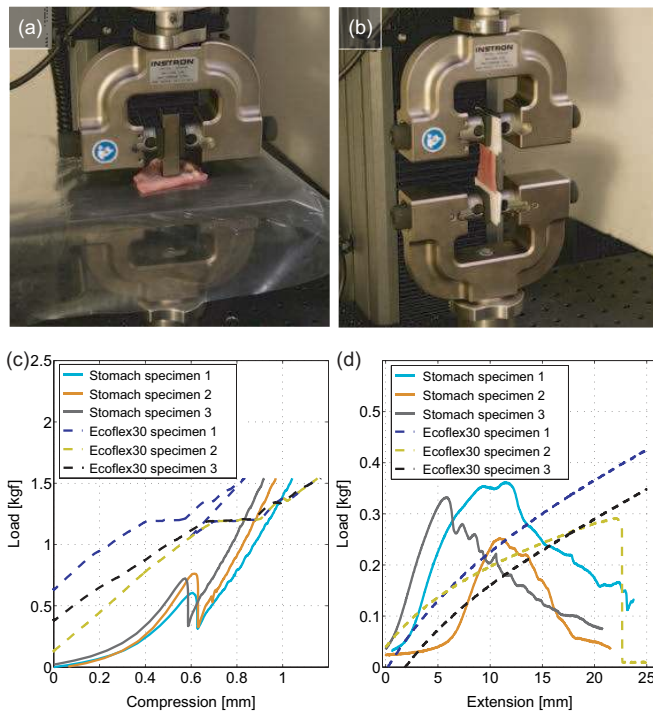 (a)
INSTRON
(b)
INSTRON
(c)
2.5
2
1.5
1
0.5
0
Load [kgf]
Stomach specimen 1
Stomach specimen 2
Stomach specimen 3
Ecoflex30 specimen 1
Ecoflex30 specimen 2
Ecoflex30 specimen 3
0.0 0.2 0.4 0.6 0.8 1
Compression [mm]
(d)
0.5
0.4
0.3
0.2
0.1
0
Load [kgf]
Stomach specimen 1
Stomach specimen 2
Stomach specimen 3
Ecoflex30 specimen 1
Ecoflex30 specimen 2
Ecoflex30 specimen 3
0 5 10 15 20 25
Extension [mm]